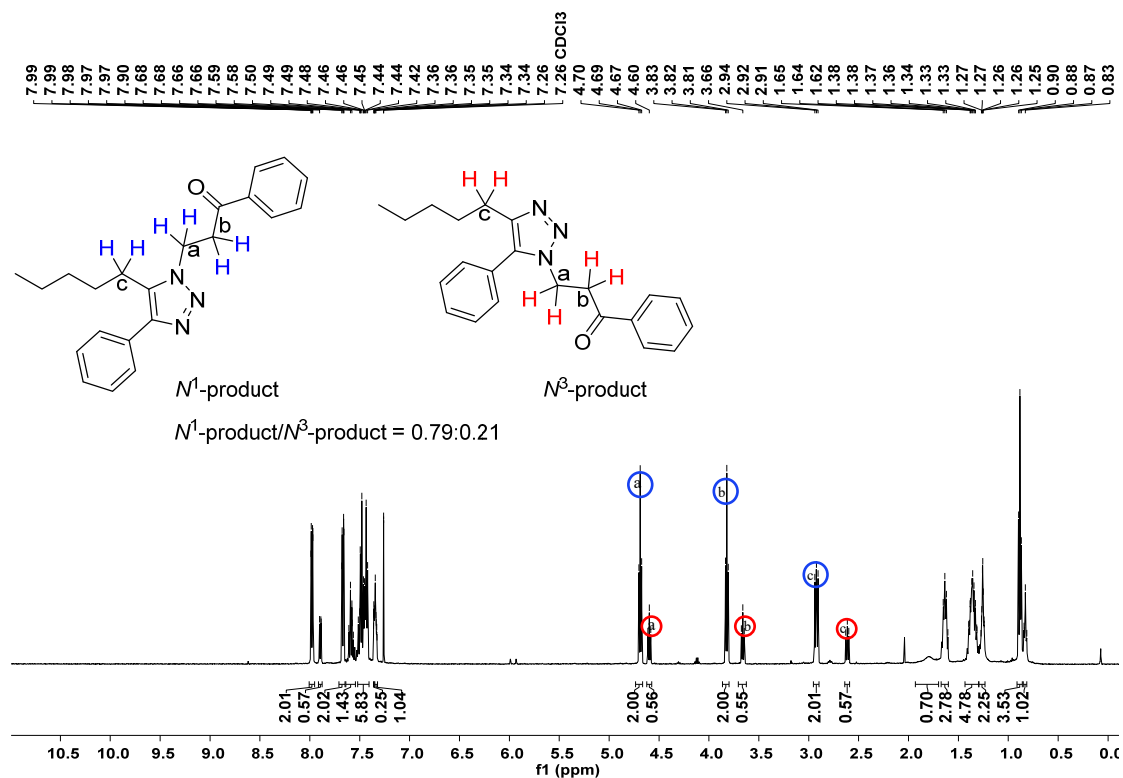 7.99 7.99 7.98 7.97 7.97 7.90 7.68 7.68 7.66 7.66 7.59 7.58 7.50 7.49 7.49 7.48 7.46 7.46 7.45 7.44 7.44 7.42 7.36 7.36 7.35 7.35 7.34 7.34 7.26 7.26 CDCl3 4.70 4.69 4.67 4.60 3.83 3.82 3.81 3.66 2.94 2.92 2.91 1.65 1.64 1.62 1.38 1.38 1.37 1.36 1.34 1.33 1.33 1.27 1.27 1.26 1.26 1.25 0.90 0.88 0.87 0.83
O H H b H H a H H c N N N
H H c N N N a H H b H H O
N¹-product N³-product
N¹-product/N³-product = 0.79:0.21
a b c a b c
2.01 0.57 2.02 1.43 5.83 0.25 1.04 2.00 0.56 2.00 0.55 2.01 0.57 0.70 2.78 4.78 2.25 3.53 1.02
10.5 10.0 9.5 9.0 8.5 8.0 7.5 7.0 6.5 6.0 5.5 5.0 4.5 4.0 3.5 3.0 2.5 2.0 1.5 1.0 0.5 0.0
f1 (ppm)